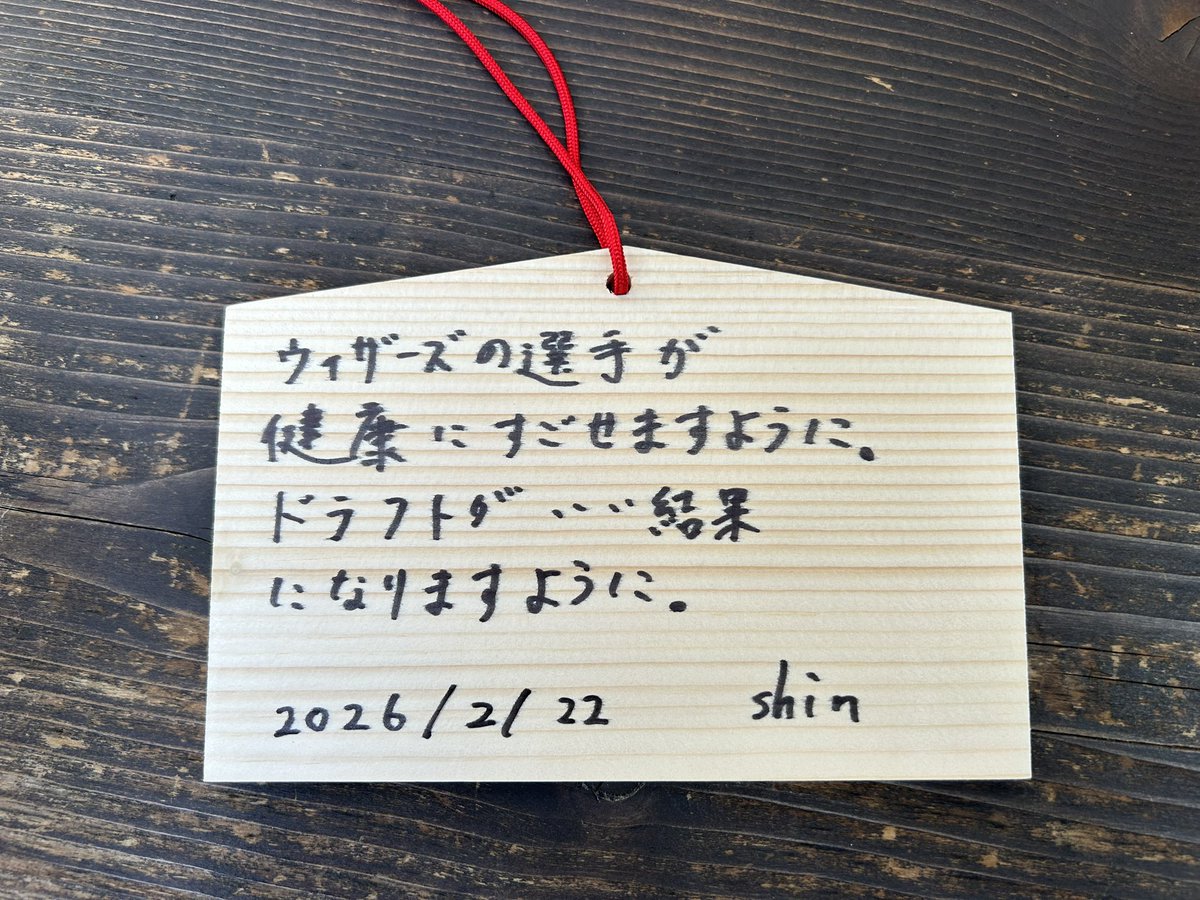 ウィザーズの選手が
健康にすごせますように。
ドラフトがいい結果
になりますように。
2026/2/22 shin